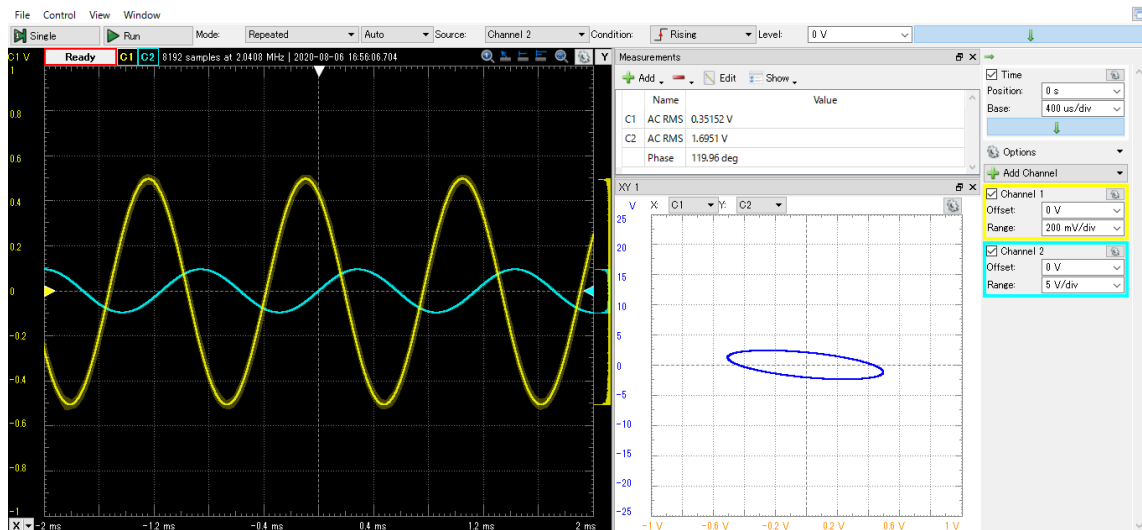 File Control View Window
Single Run Mode: Repeated Auto Source: Channel 2 Condition: Rising Level: 0 V
C1 V Ready C1 C2 8192 samples at 2.0408 MHz | 2020-08-06 16:56:06.704 Y
1
0.8
0.6
0.4
0.2
0
-0.2
-0.4
-0.6
-0.8
-1
X -2 ms -1.2 ms -0.4 ms 0.4 ms 1.2 ms 2 ms
Measurements
Add Edit Show
Name Value
C1 AC RMS 0.35152 V
C2 AC RMS 1.6951 V
Phase 119.96 deg
XY 1
V X: C1 Y: C2
25
20
15
10
5
0
-5
-10
-15
-20
-25
-1 V -0.6 V -0.2 V 0.2 V 0.6 V 1 V
Time
Position: 0 s
Base: 400 us/div
Options
Add Channel
Channel 1
Offset: 0 V
Range: 200 mV/div
Channel 2
Offset: 0 V
Range: 5 V/div